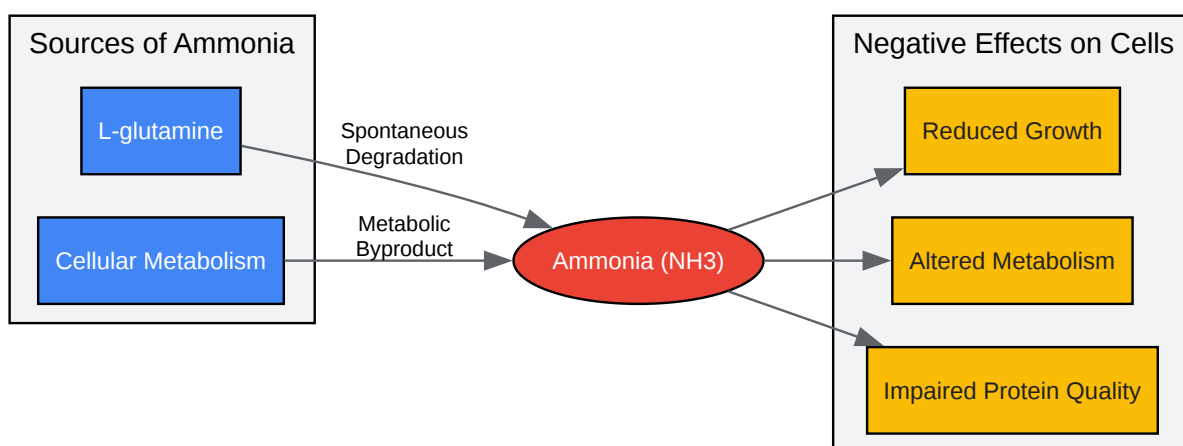 Sources of Ammonia
L-glutamine
Cellular Metabolism
Spontaneous
Degradation
Metabolic
Byproduct
Ammonia (NH3)
Negative Effects on Cells
Reduced Growth
Altered Metabolism
Impaired Protein Quality